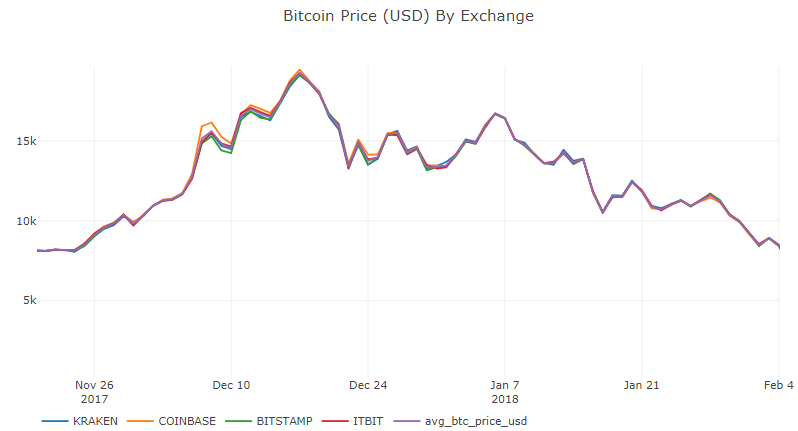 Bitcoin Price (USD) By Exchange
15k
10k
5k
Nov 26
2017
Dec 10
Dec 24
Jan 7
2018
Jan 21
Feb 4
KRAKEN COINBASE BITSTAMP ITBIT avg_btc_price_usd